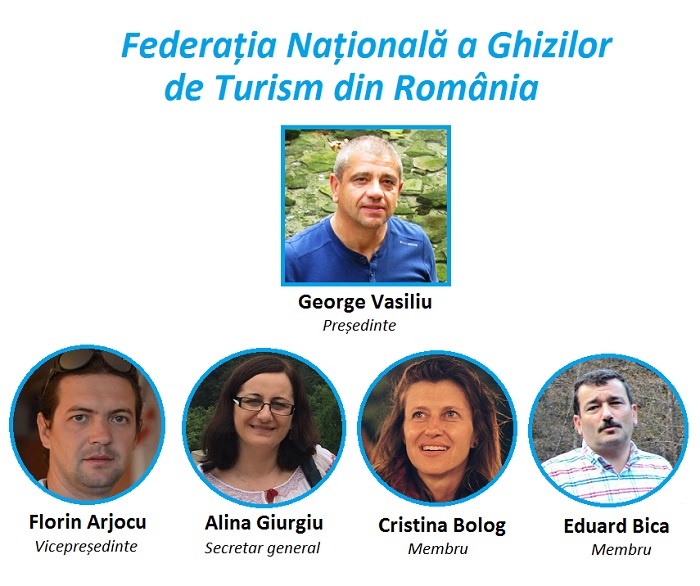 Federația Națională a Ghizilor
de Turism din România
George Vasiliu
Președinte
Florin Arjocu
Vicepreședinte
Alina Giurgiu
Secretar general
Cristina Bolog
Membru
Eduard Bica
Membru